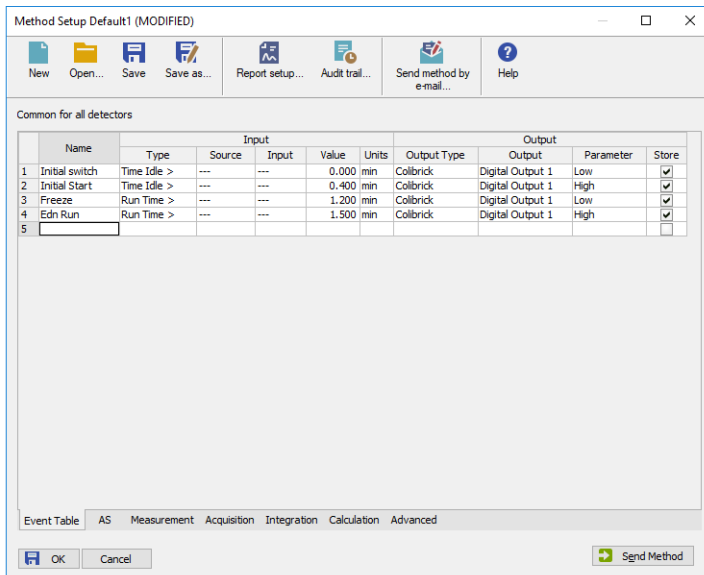 Method Setup Default1 (MODIFIED)
New Open... Save Save as... Report setup... Audit trail... Send method by e-mail... Help
Common for all detectors
Name Input Output
Type Source Input Value Units Output Type Output Parameter Store
1 Initial switch Time Idle > --- --- 0.000 min Colibrick Digital Output 1 Low
2 Initial Start Time Idle > --- --- 0.400 min Colibrick Digital Output 1 High
3 Freeze Run Time > --- --- 1.200 min Colibrick Digital Output 1 Low
4 Edn Run Run Time > --- --- 1.500 min Colibrick Digital Output 1 High
5
Event Table AS Measurement Acquisition Integration Calculation Advanced
OK Cancel Send Method